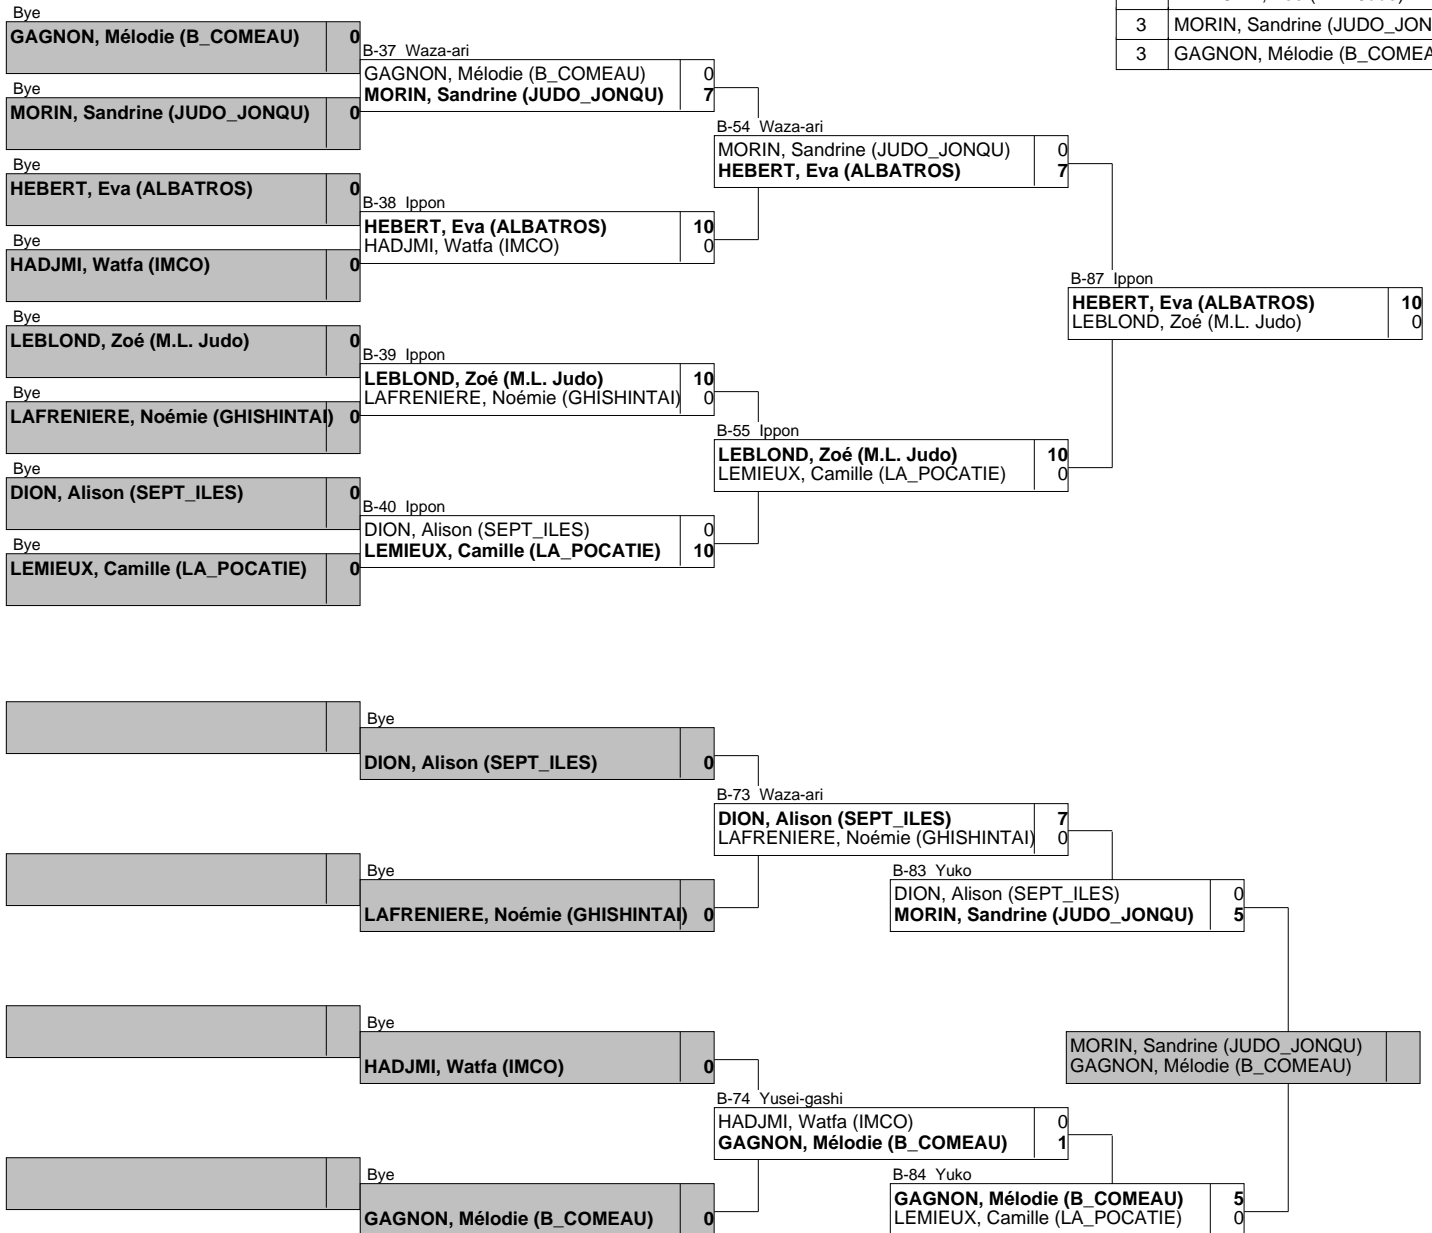 3 MORIN, Sandrine (JUDO_JON
3 GAGNON, Mélodie (B_COMEA
Bye
GAGNON, Mélodie (B_COMEAU) 0
Bye
MORIN, Sandrine (JUDO_JONQU) 0
Bye
HEBERT, Eva (ALBATROS) 0
Bye
HADJMI, Watfa (IMCO) 0
Bye
LEBLOND, Zoé (M.L. Judo) 0
Bye
LAFRENIERE, Noémie (GHISHINTAI) 0
Bye
DION, Alison (SEPT_ILES) 0
Bye
LEMIEUX, Camille (LA_POCATIE) 0
B-37 Waza-ari
GAGNON, Mélodie (B_COMEAU) 0
MORIN, Sandrine (JUDO_JONQU) 7
B-38 Ippon
HEBERT, Eva (ALBATROS) 10
HADJMI, Watfa (IMCO) 0
B-39 Ippon
LEBLOND, Zoé (M.L. Judo) 10
LAFRENIERE, Noémie (GHISHINTAI) 0
B-40 Ippon
DION, Alison (SEPT_ILES) 0
LEMIEUX, Camille (LA_POCATIE) 10
B-54 Waza-ari
MORIN, Sandrine (JUDO_JONQU) 0
HEBERT, Eva (ALBATROS) 7
B-55 Ippon
LEBLOND, Zoé (M.L. Judo) 10
LEMIEUX, Camille (LA_POCATIE) 0
B-87 Ippon
HEBERT, Eva (ALBATROS) 10
LEBLOND, Zoé (M.L. Judo) 0
Bye
DION, Alison (SEPT_ILES) 0
Bye
LAFRENIERE, Noémie (GHISHINTAI) 0
Bye
HADJMI, Watfa (IMCO) 0
Bye
GAGNON, Mélodie (B_COMEAU) 0
B-73 Waza-ari
DION, Alison (SEPT_ILES) 7
LAFRENIERE, Noémie (GHISHINTAI) 0
B-74 Yusei-gashi
HADJMI, Watfa (IMCO) 0
GAGNON, Mélodie (B_COMEAU) 1
B-83 Yuko
DION, Alison (SEPT_ILES) 0
MORIN, Sandrine (JUDO_JONQU) 5
B-84 Yuko
GAGNON, Mélodie (B_COMEAU) 5
LEMIEUX, Camille (LA_POCATIE) 0
MORIN, Sandrine (JUDO_JONQU)
GAGNON, Mélodie (B_COMEAU)